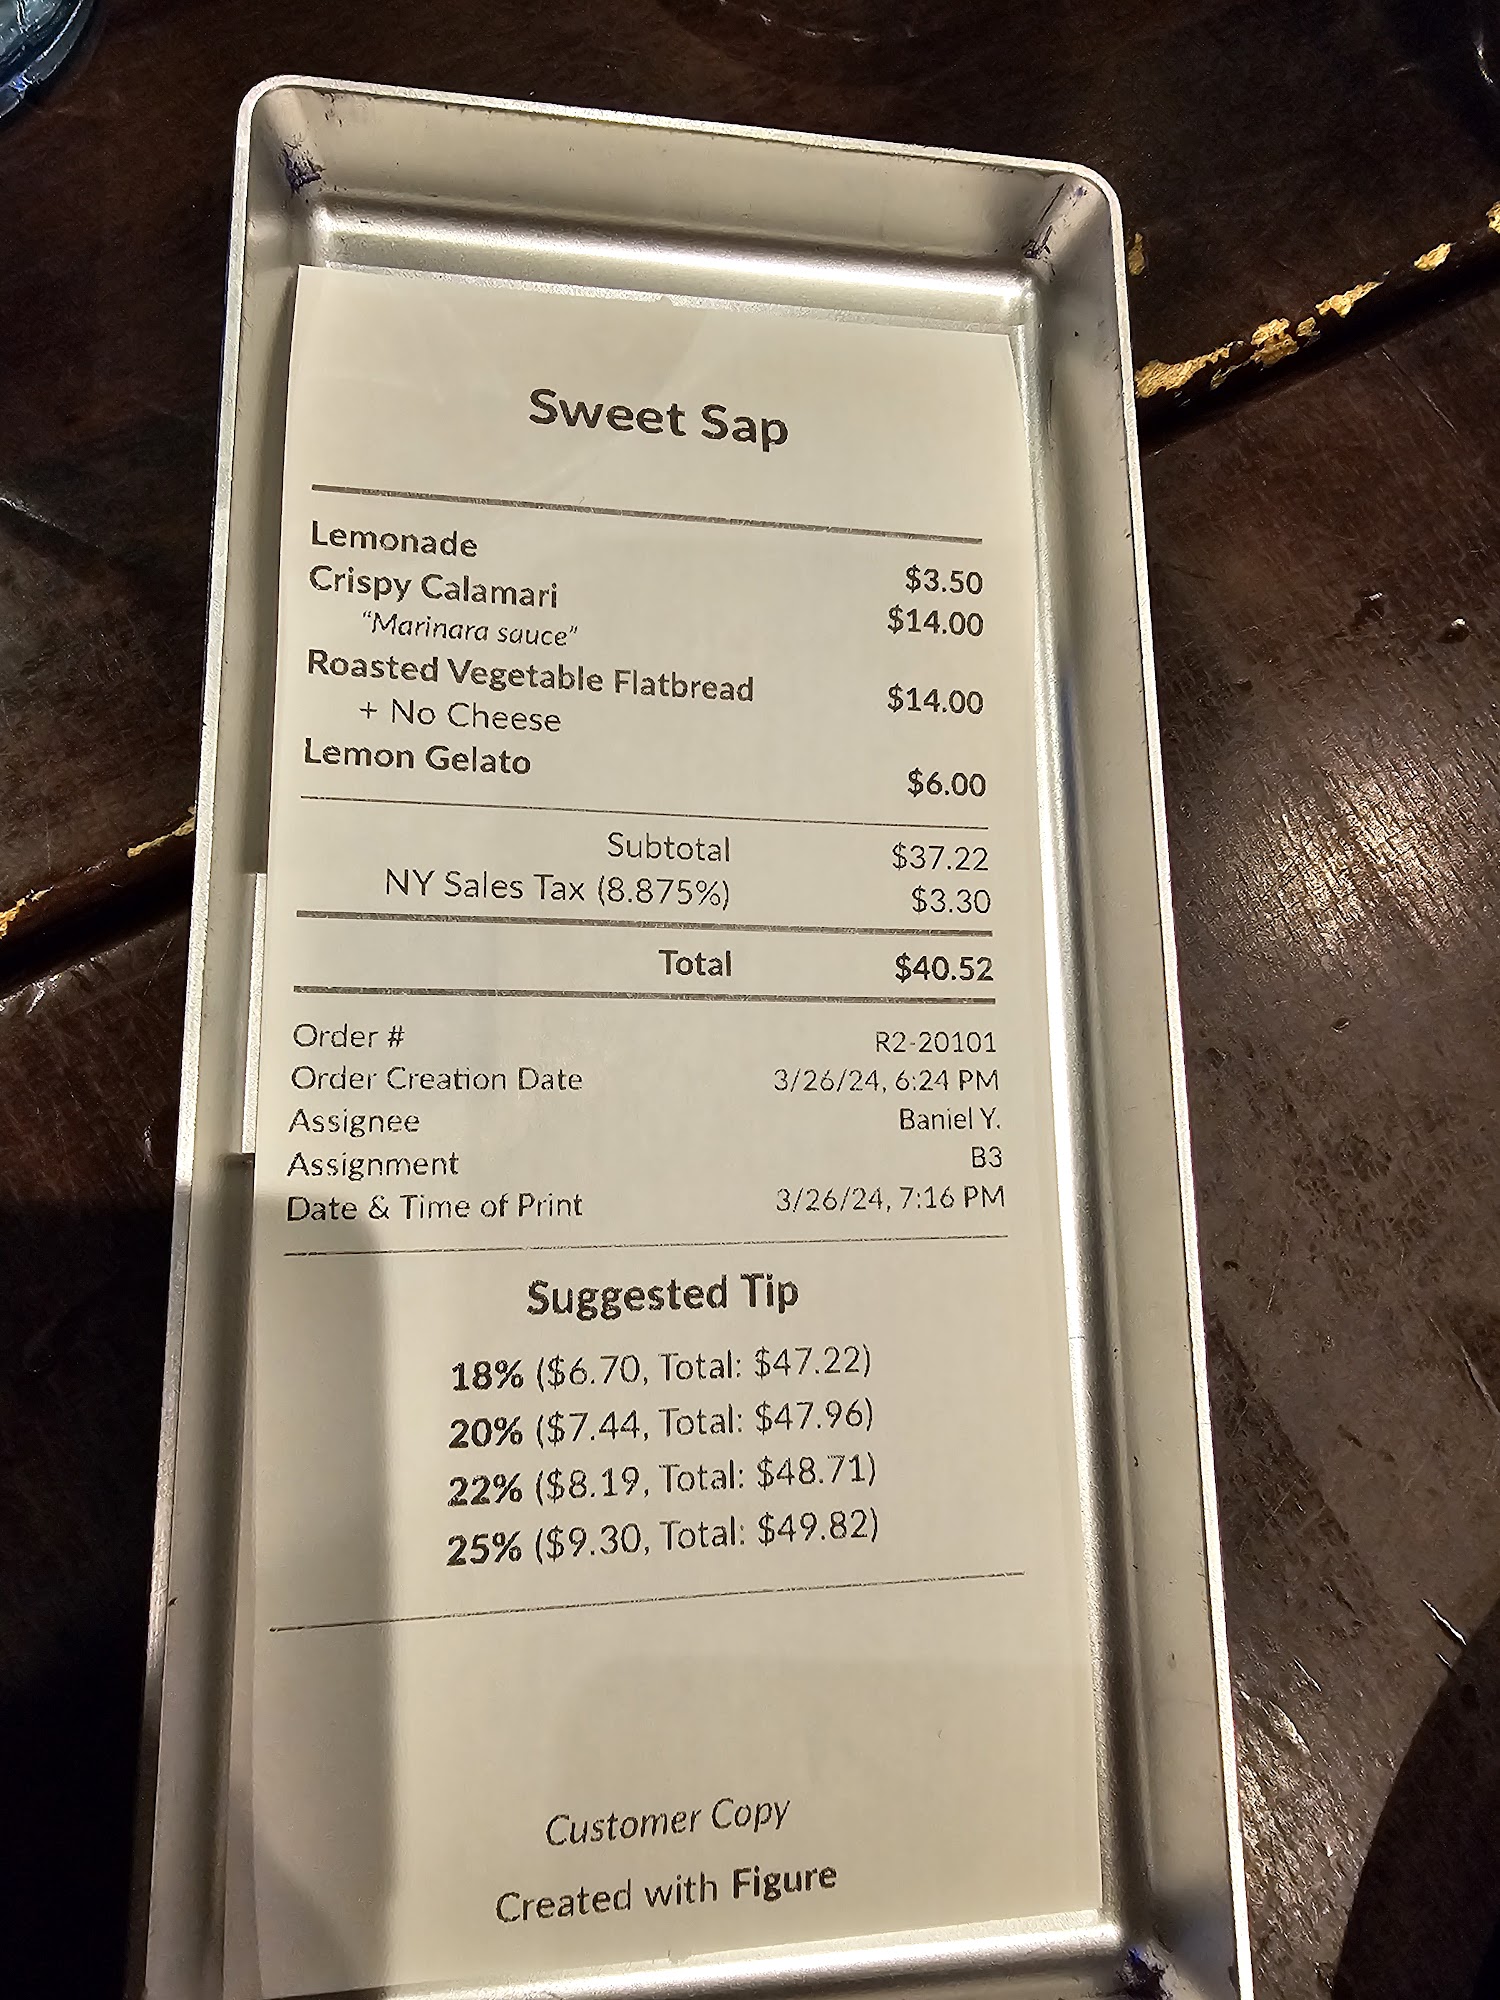 Sweet Sap
Lemonade $3.50
Crispy Calamari $14.00
“Marinara sauce”
Roasted Vegetable Flatbread $14.00
+ No Cheese
Lemon Gelato $6.00
Subtotal $37.22
NY Sales Tax (8.875%) $3.30
Total $40.52
Order # R2-20101
Order Creation Date 3/26/24, 6:24 PM
Assignee Baniel Y.
Assignment B3
Date & Time of Print 3/26/24, 7:16 PM
Suggested Tip
18% ($6.70, Total: $47.22)
20% ($7.44, Total: $47.96)
22% ($8.19, Total: $48.71)
25% ($9.30, Total: $49.82)
Customer Copy
Created with Figure